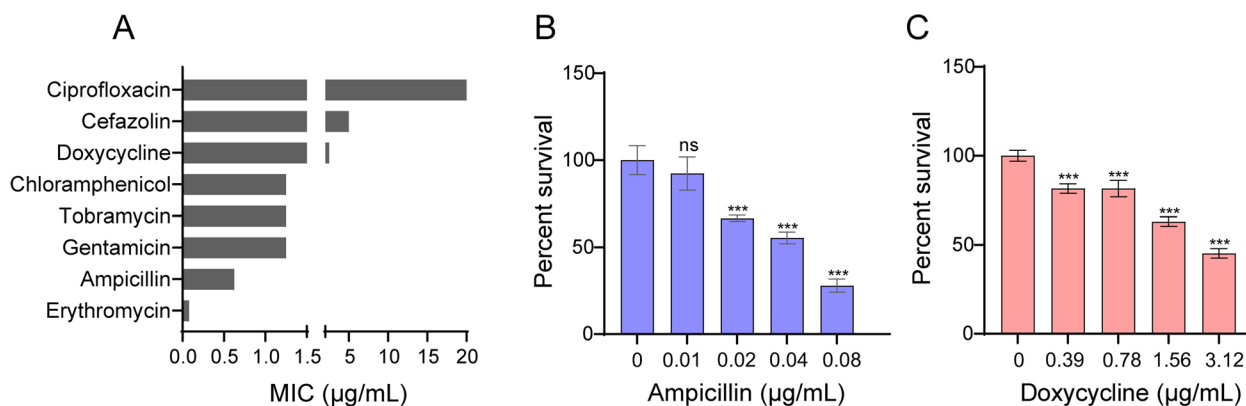 A
Ciprofloxacin
Cefazolin
Doxycycline
Chloramphenicol
Tobramycin
Gentamicin
Ampicillin
Erythromycin
0.0 0.5 1.0 1.5 5 10 15 20
MIC (µg/mL)
B
Percent survival
150
100
50
0
ns
***
***
***
0 0.01 0.02 0.04 0.08
Ampicillin (µg/mL)
C
Percent survival
150
100
50
0
***
***
***
***
0 0.39 0.78 1.56 3.12
Doxycycline (µg/mL)